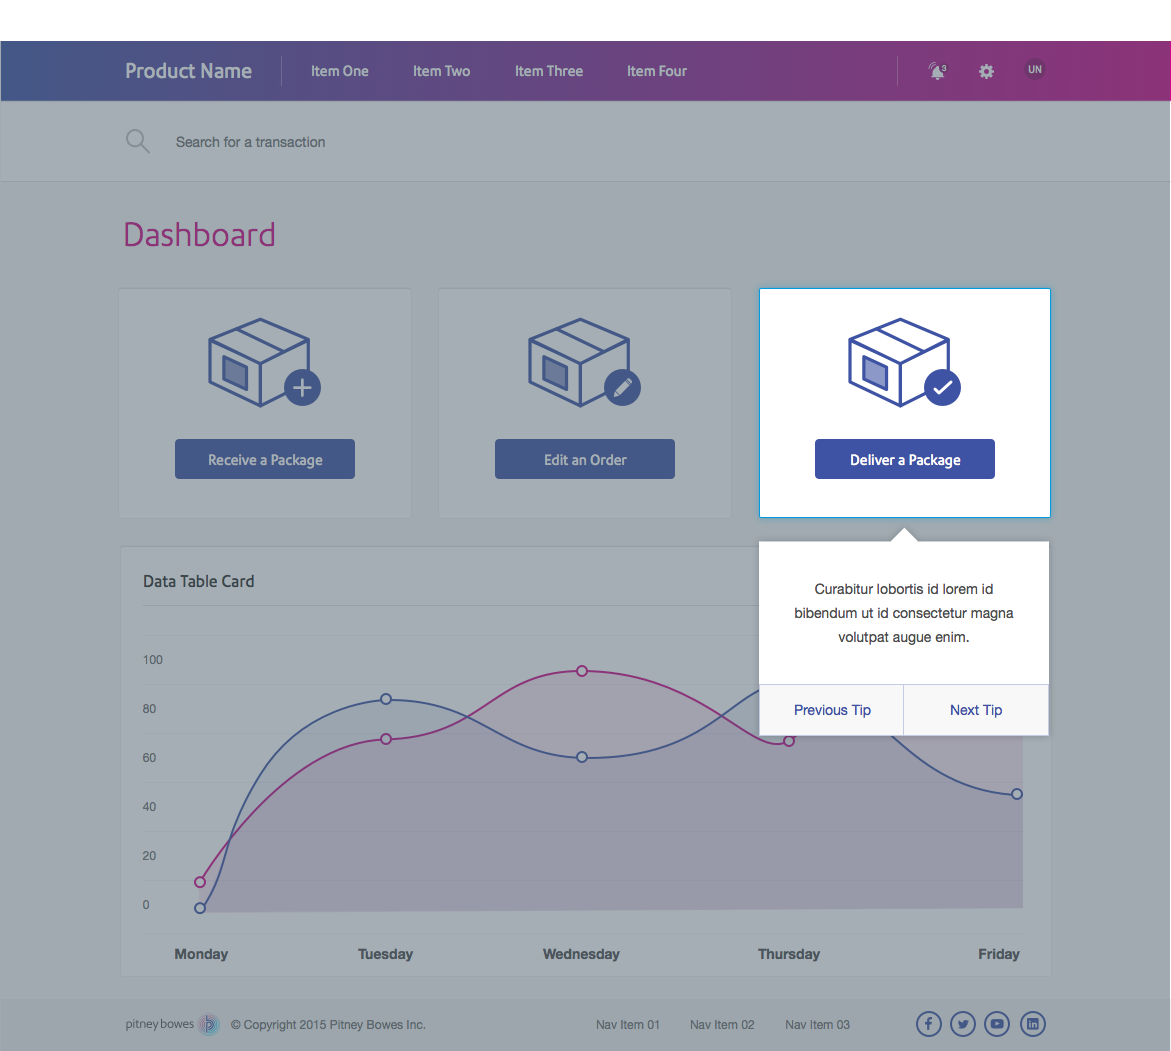 Product Name
Item One
Item Two
Item Three
Item Four
3
UN
Search for a transaction
Dashboard
Receive a Package
Edit an Order
Deliver a Package
Curabitur lobortis id lorem id
bibendum ut id consectetur magna
volutpat augue enim.
Previous Tip
Next Tip
Data Table Card
100
80
60
40
20
0
Monday
Tuesday
Wednesday
Thursday
Friday
pitney bowes
© Copyright 2015 Pitney Bowes Inc.
Nav Item 01
Nav Item 02
Nav Item 03